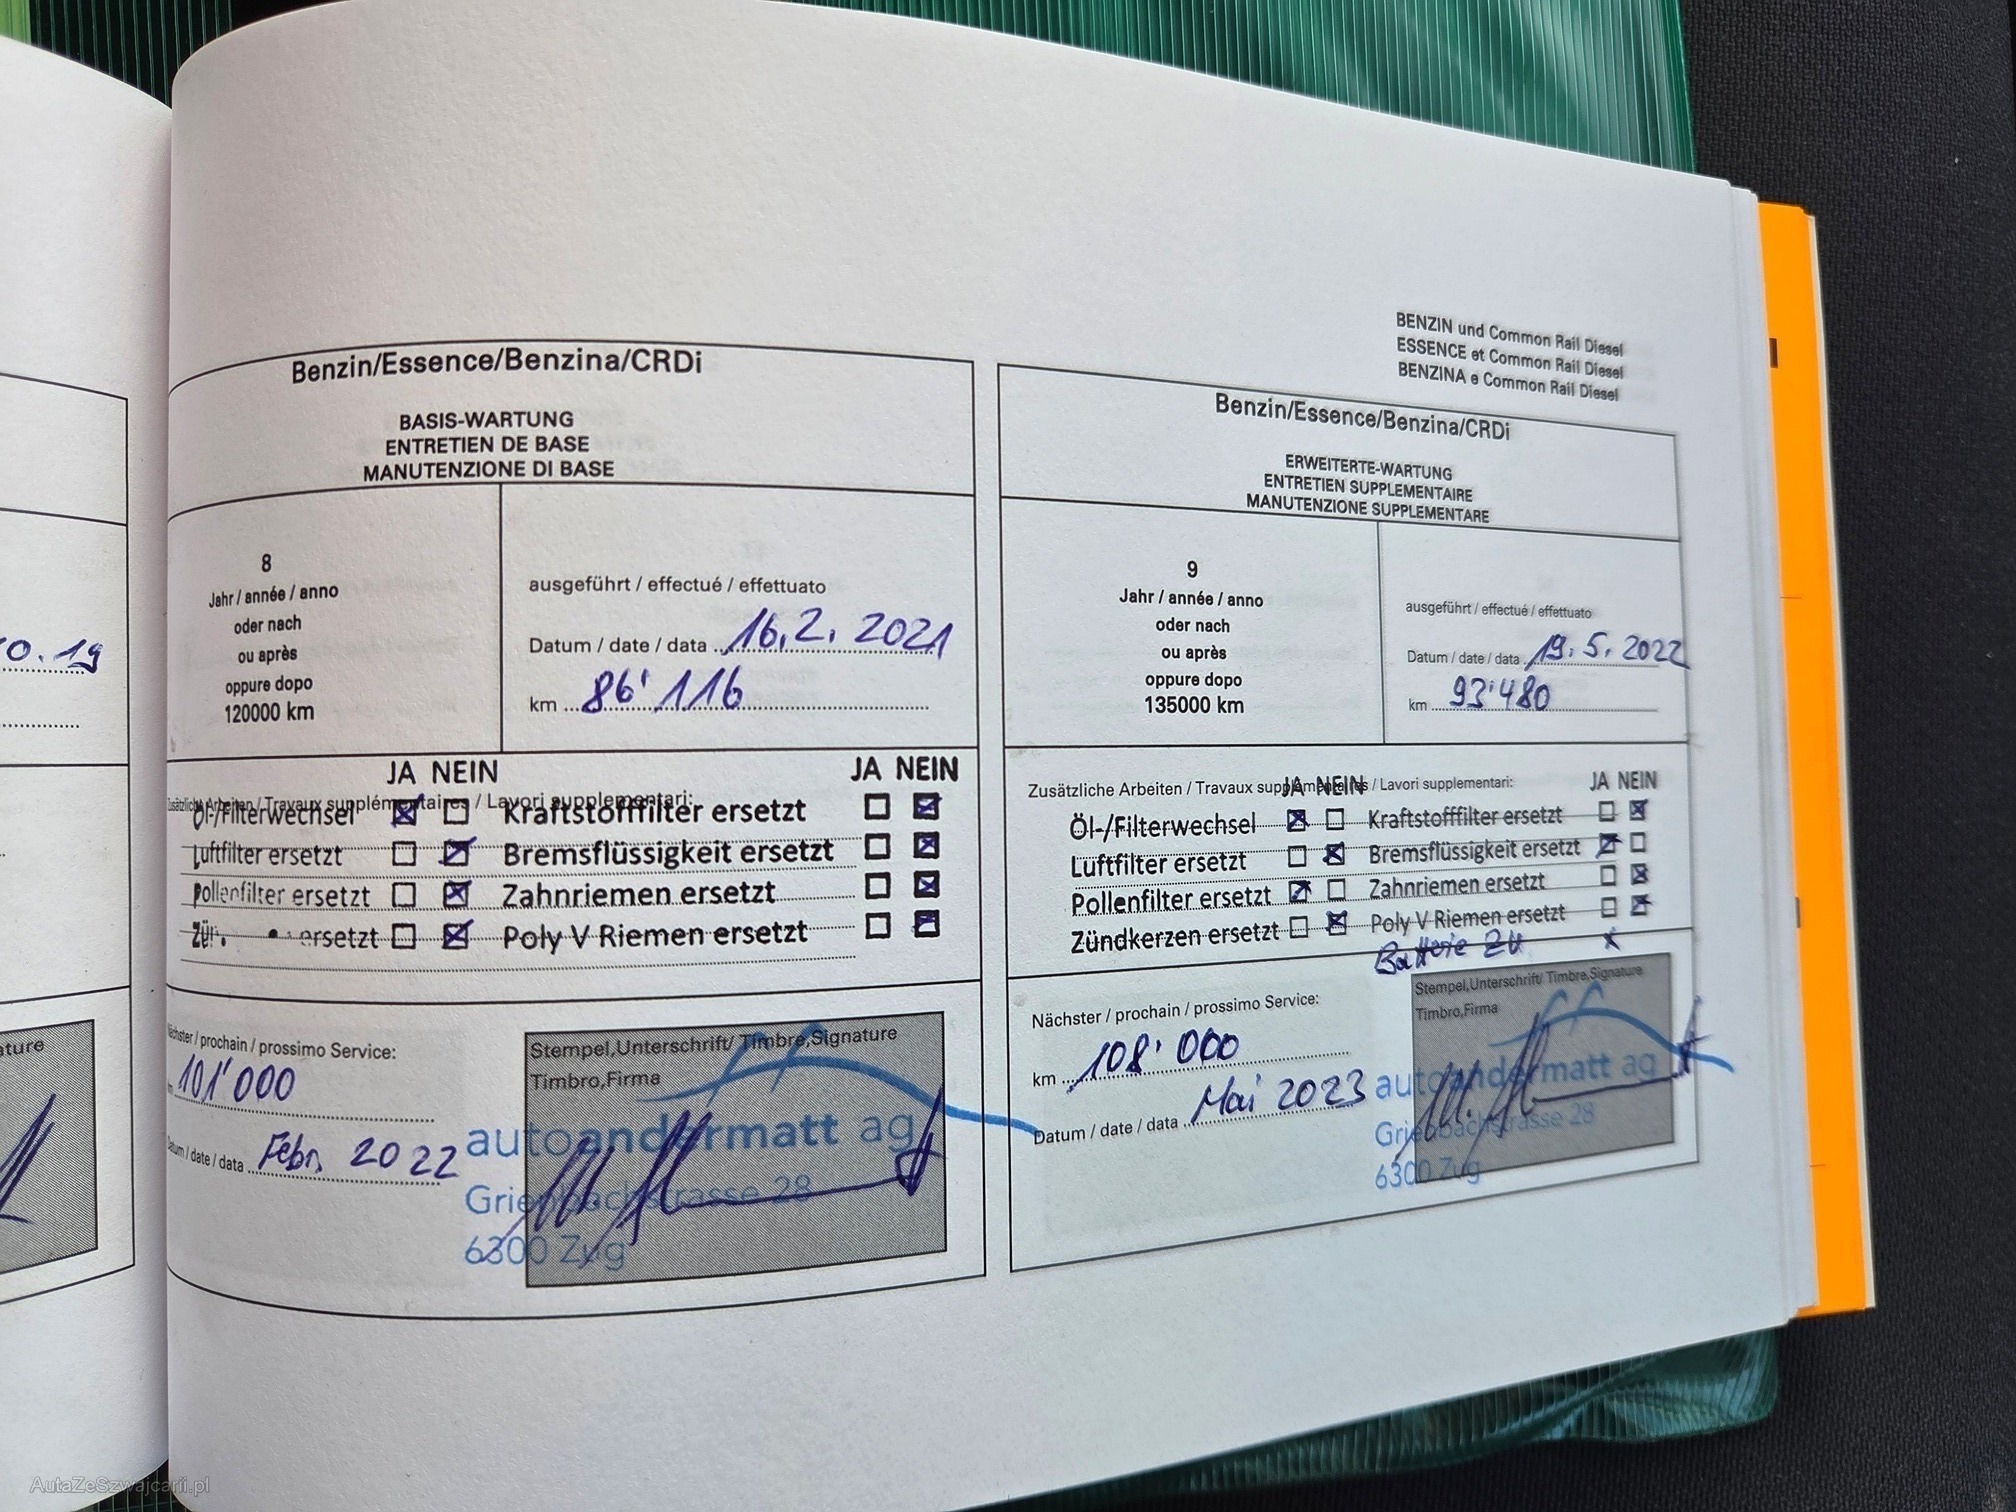 0.19
ature
Benzin/Essence/Benzina/CRDi
BASIS-WARTUNG
ENTRETIEN DE BASE
MANUTENZIONE DI BASE
8
Jahr / année / anno
oder nach
ou après
oppure dopo
120000 km
ausgeführt / effectué / effettuato
Datum / date / data 16.2.2021
km 86'116
JA NEIN JA NEIN
Zusätzliche Arbeiten / Travaux supplémentaires / Lavori supplementari:
Öl-/Filterwechsel Kraftstofffilter ersetzt
Luftfilter ersetzt Bremsflüssigkeit ersetzt
Pollenfilter ersetzt Zahnriemen ersetzt
ersetzt Poly V Riemen ersetzt
Nächster / prochain / prossimo Service:
101'000
Datum / date / data Febr. 2022
Stempel,Unterschrift/ Timbre,Signature
Timbro,Firma
autoandermatt ag
Grienbachstrasse 28
6300 Zug
BENZIN und Common Rail Diesel
ESSENCE et Common Rail Diesel
BENZINA e Common Rail Diesel
Benzin/Essence/Benzina/CRDi
ERWEITERTE-WARTUNG
ENTRETIEN SUPPLEMENTAIRE
MANUTENZIONE SUPPLEMENTARE
9
Jahr / année / anno
oder nach
ou après
oppure dopo
135000 km
ausgeführt / effectué / effettuato
Datum / date / data 19.5.2022
km 93'480
Zusätzliche Arbeiten / Travaux supplémentaires / Lavori supplementari:
JA NEIN JA NEIN
Öl-/Filterwechsel Kraftstofffilter ersetzt
Luftfilter ersetzt Bremsflüssigkeit ersetzt
Pollenfilter ersetzt Zahnriemen ersetzt
Zündkerzen ersetzt Poly V Riemen ersetzt
Batterie x
Nächster / prochain / prossimo Service:
km 108'000
Datum / date / data Mai 2023
Stempel,Unterschrift/ Timbre,Signature
Timbro,Firma
autoandermatt ag
Grienbachstrasse 28
6300 Zug
AutaZeSzwajcarii.pl